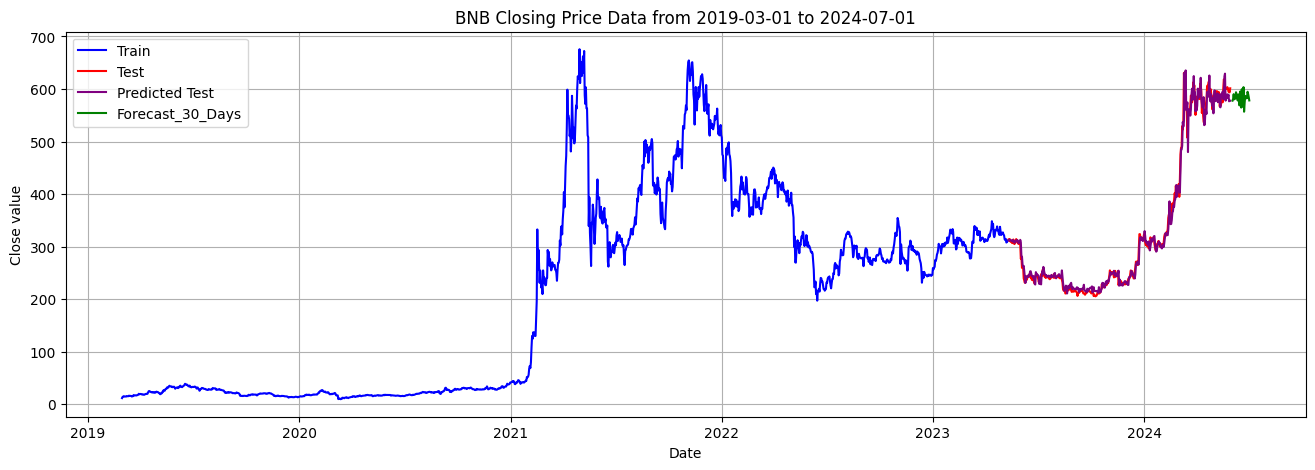 BNB Closing Price Data from 2019-03-01 to 2024-07-01
Train
Test
Predicted Test
Forecast_30_Days
Close value
700
600
500
400
300
200
100
0
2019
2020
2021
2022
2023
2024
Date